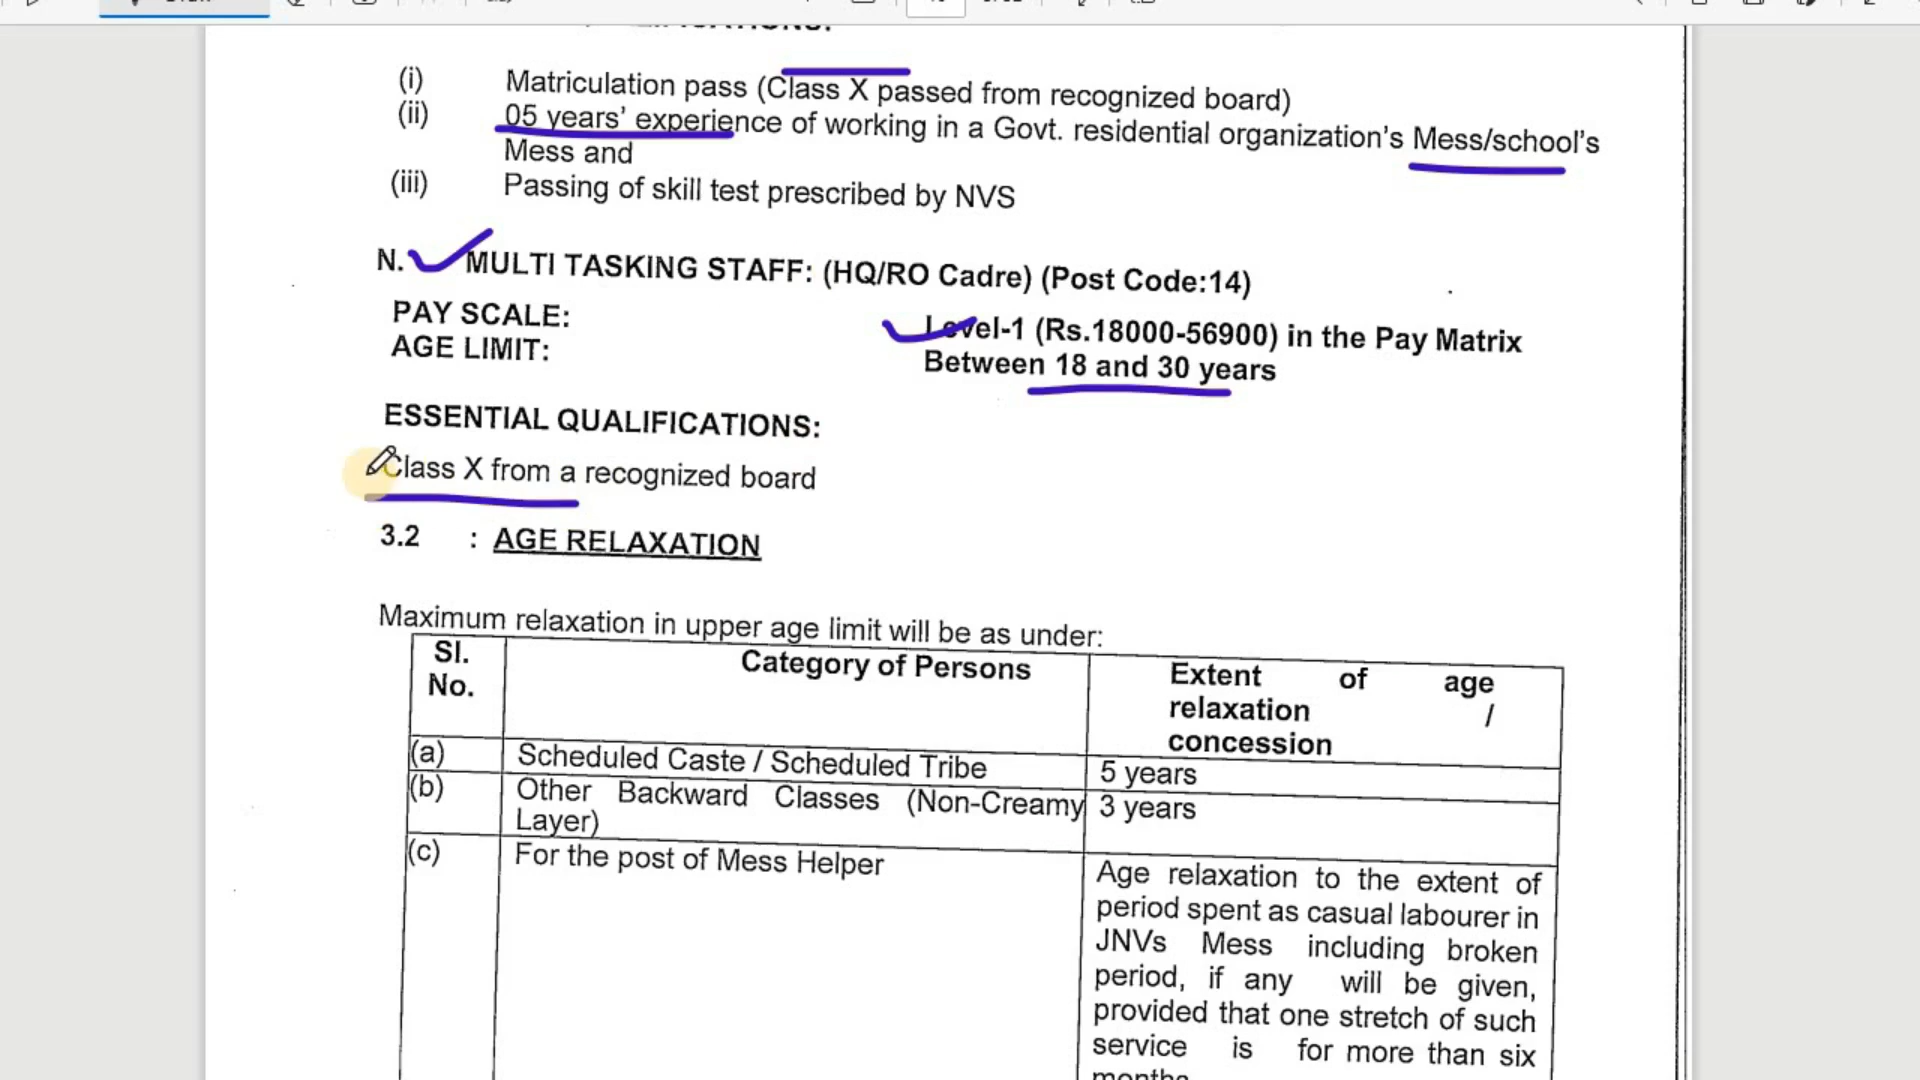 (i) Matriculation pass (Class X passed from recognized board)
(ii) 05 years’ experience of working in a Govt. residential organization’s Mess/school’s
Mess and
(iii) Passing of skill test prescribed by NVS
N. MULTI TASKING STAFF: (HQ/RO Cadre) (Post Code:14)
PAY SCALE: Level-1 (Rs.18000-56900) in the Pay Matrix
AGE LIMIT: Between 18 and 30 years
ESSENTIAL QUALIFICATIONS:
Class X from a recognized board
3.2 : AGE RELAXATION
Maximum relaxation in upper age limit will be as under:
Sl.
No.
Category of Persons
Extent of age
relaxation /
concession
(a) Scheduled Caste / Scheduled Tribe 5 years
(b) Other Backward Classes (Non-Creamy 3 years
Layer)
(c) For the post of Mess Helper
Age relaxation to the extent of
period spent as casual labourer in
JNVs Mess including broken
period, if any will be given,
provided that one stretch of such
service is for more than six
months